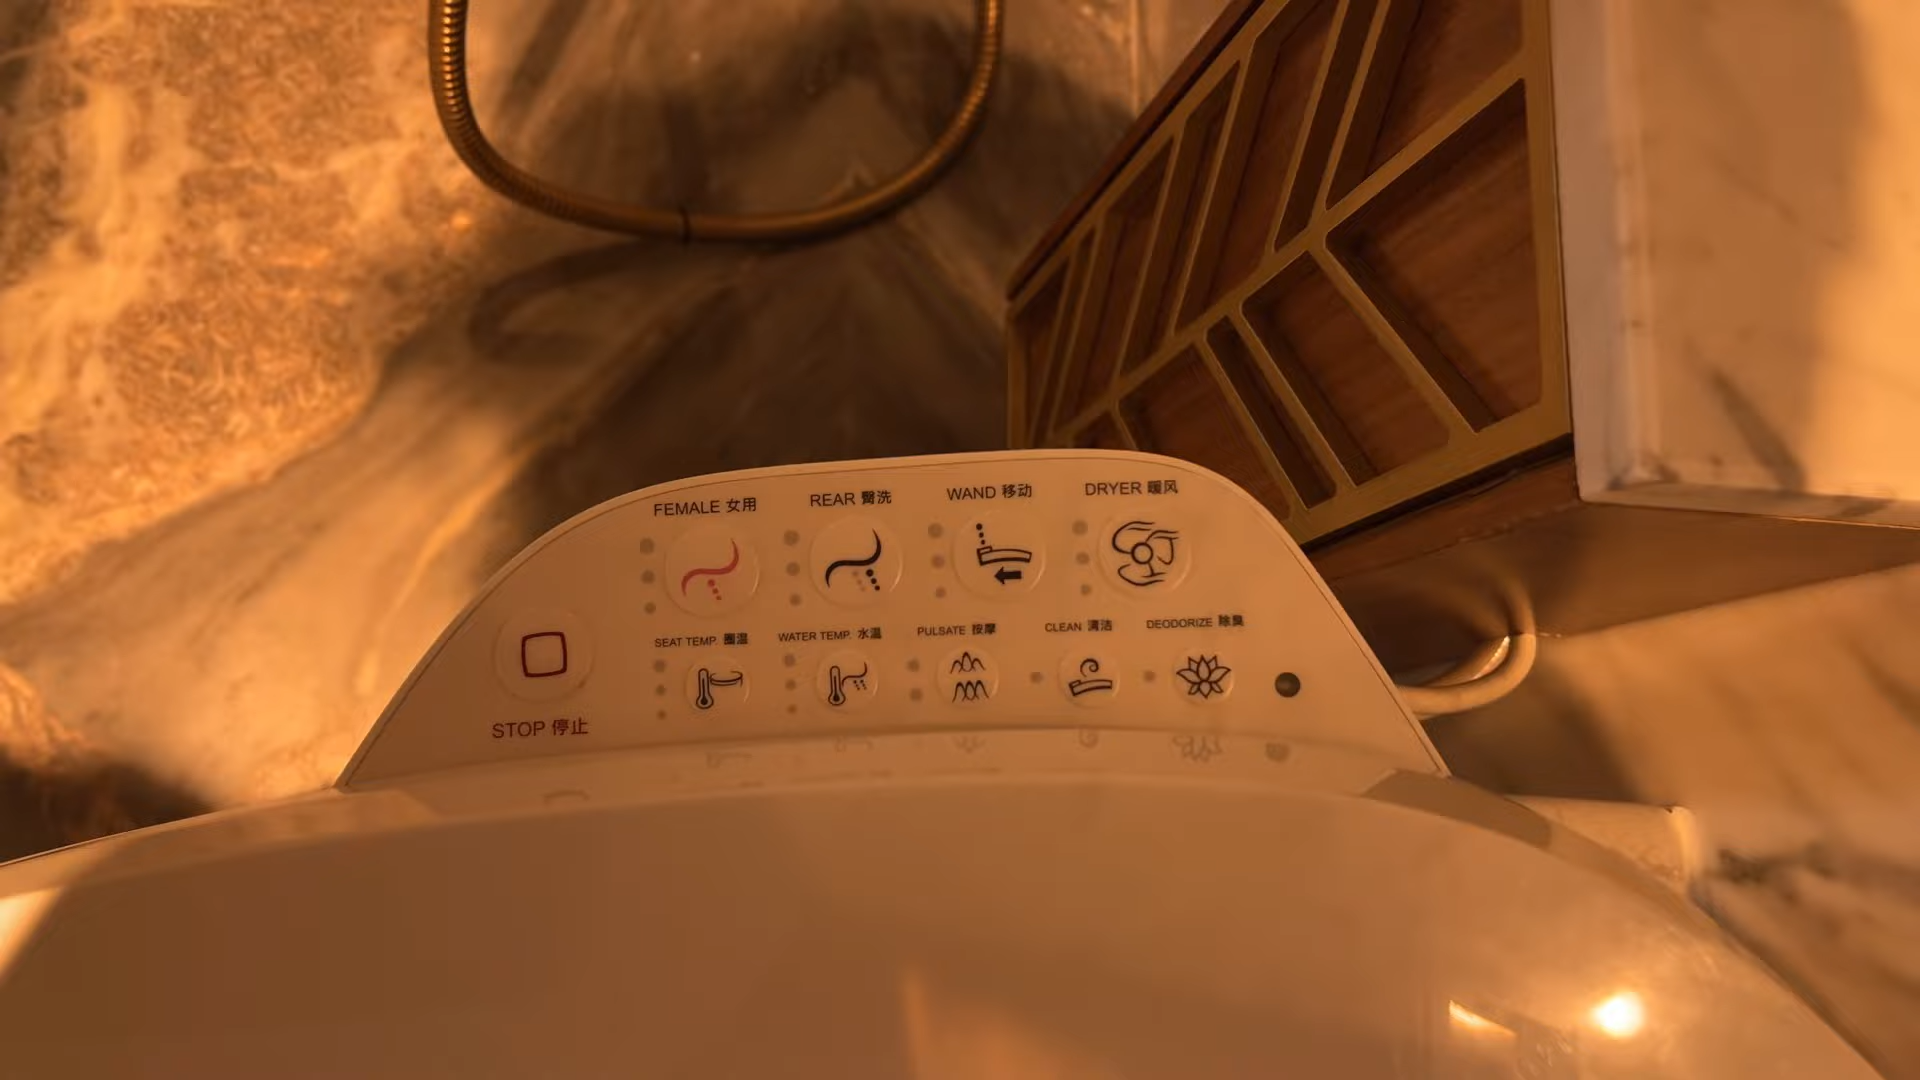 FEMALE 女用
REAR 臀洗
WAND 移动
DRYER 暖风
SEAT TEMP. 圈温
WATER TEMP. 水温
PULSATE 按摩
CLEAN 清洁
DEODORIZE 除臭
STOP 停止